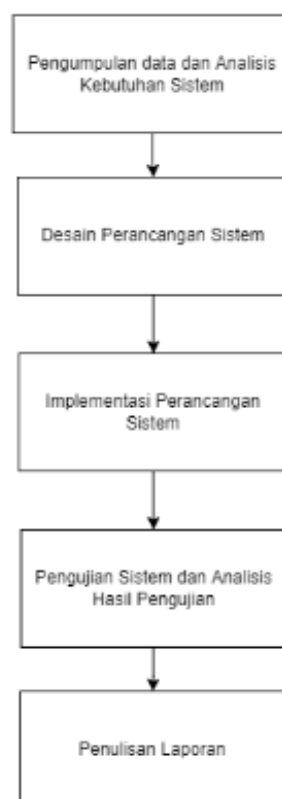 Pengumpulan data dan Analisis
Kebutuhan Sistem
Desain Perancangan Sistem
Implementasi Perancangan
Sistem
Pengujian Sistem dan Analisis
Hasil Pengujian
Penulisan Laporan